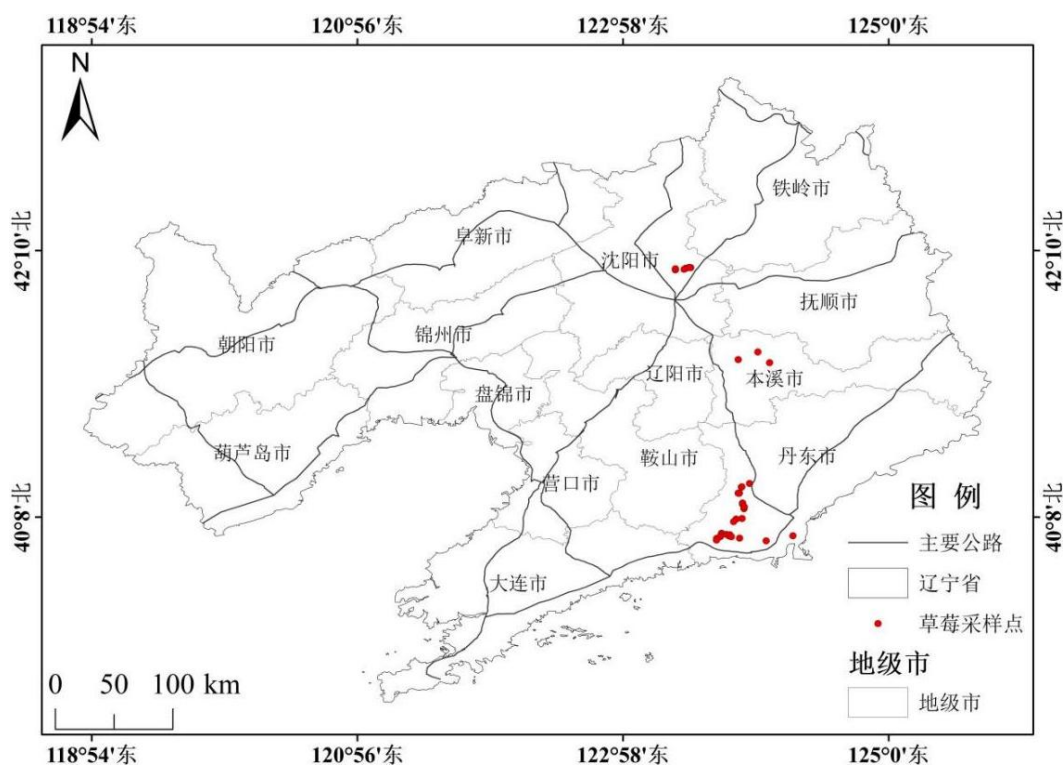 118°54'东 120°56'东 122°58'东 125°0'东
N
铁岭市
阜新市
沈阳市
42°10'北 42°10'北
抚顺市
锦州市
朝阳市
辽阳市 本溪市
盘锦市
葫芦岛市
鞍山市 丹东市
营口市
图例
40°8'北 40°8'北
主要公路
大连市 辽宁省
草莓采样点
地级市
0 50 100 km 地级市
118°54'东 120°56'东 122°58'东 125°0'东